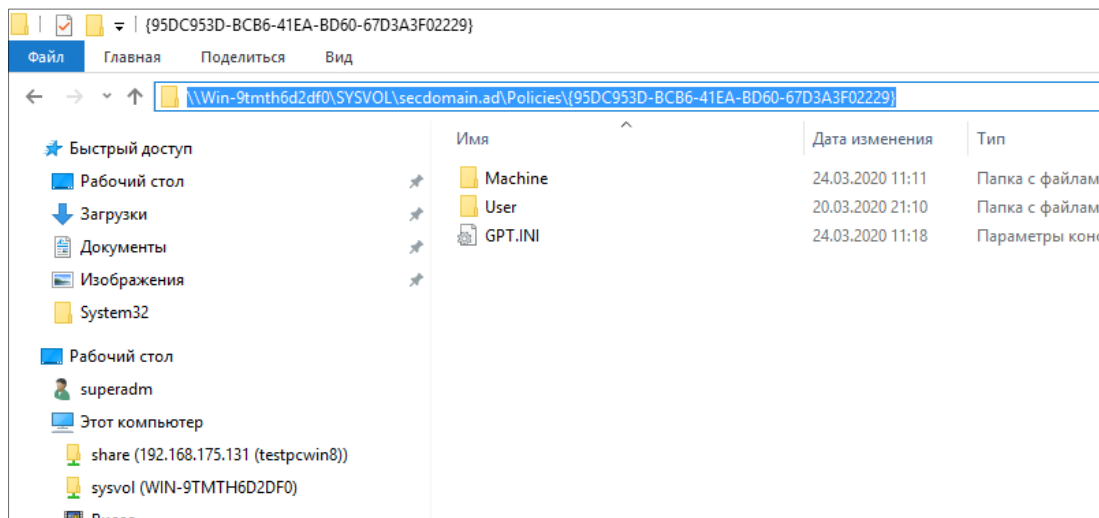 {95DC953D-BCB6-41EA-BD60-67D3A3F02229}
Файл Главная Поделиться Вид
\\Win-9tmth6d2df0\SYSVOL\secdomain.ad\Policies\{95DC953D-BCB6-41EA-BD60-67D3A3F02229}
Быстрый доступ
Рабочий стол
Загрузки
Документы
Изображения
System32
Рабочий стол
superadm
Этот компьютер
share (192.168.175.131 (testpcwin8))
sysvol (WIN-9TMTH6D2DF0)
Имя Дата изменения Тип
Machine 24.03.2020 11:11 Папка с файлам
User 20.03.2020 21:10 Папка с файлам
GPT.INI 24.03.2020 11:18 Параметры